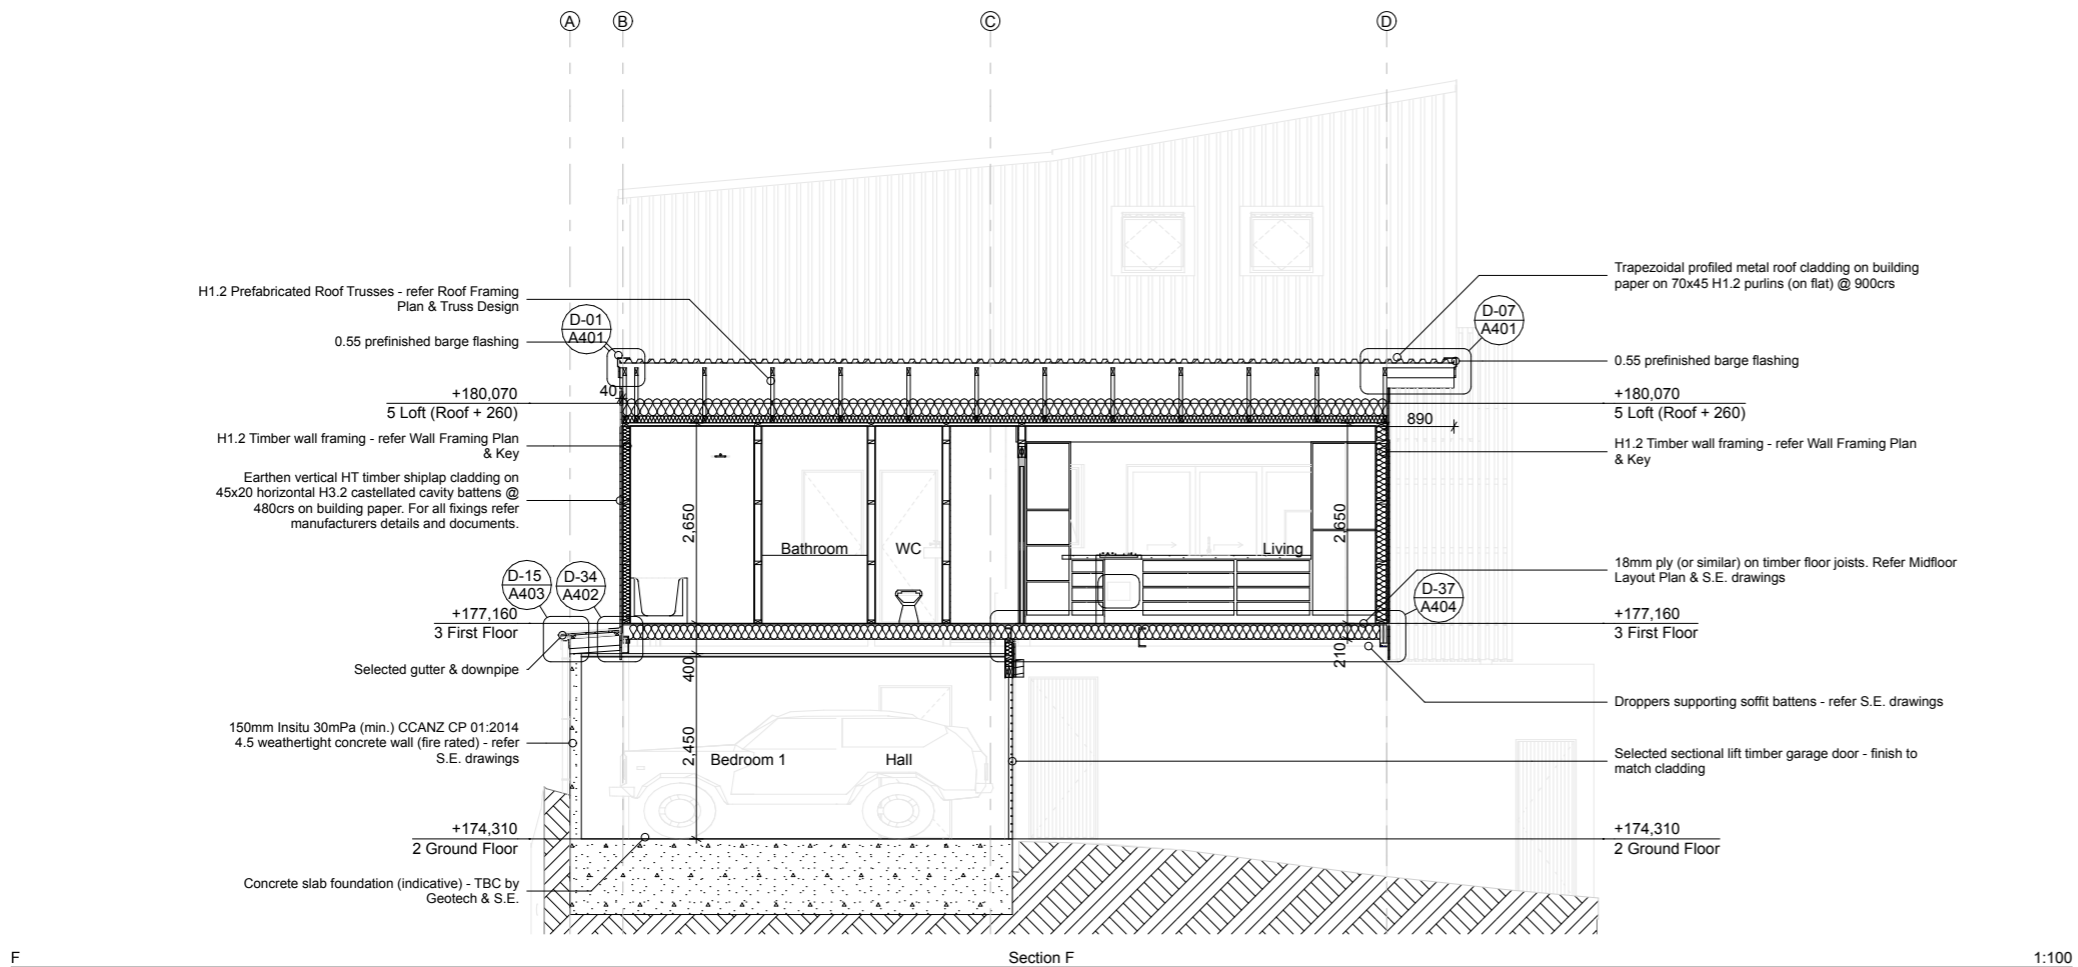 A
B
C
D
H1.2 Prefabricated Roof Trusses - refer Roof Framing
Plan & Truss Design
D-01
A401
0.55 prefinished barge flashing
40
+180,070
5 Loft (Roof + 260)
H1.2 Timber wall framing - refer Wall Framing Plan
& Key
Earthen vertical HT timber shiplap cladding on
45x20 horizontal H3.2 castellated cavity battens @
480crs on building paper. For all fixings refer
manufacturers details and documents.
D-15
A403
D-34
A402
+177,160
3 First Floor
Selected gutter & downpipe
150mm Insitu 30mPa (min.) CCANZ CP 01:2014
4.5 weathertight concrete wall (fire rated) - refer
S.E. drawings
+174,310
2 Ground Floor
Concrete slab foundation (indicative) - TBC by
Geotech & S.E.
2,650
Bathroom
WC
Living
2,650
400
210
2,450
Bedroom 1
Hall
Trapezoidal profiled metal roof cladding on building
paper on 70x45 H1.2 purlins (on flat) @ 900crs
D-07
A401
0.55 prefinished barge flashing
+180,070
5 Loft (Roof + 260)
890
H1.2 Timber wall framing - refer Wall Framing Plan
& Key
18mm ply (or similar) on timber floor joists. Refer Midfloor
Layout Plan & S.E. drawings
D-37
A404
+177,160
3 First Floor
Droppers supporting soffit battens - refer S.E. drawings
Selected sectional lift timber garage door - finish to
match cladding
+174,310
2 Ground Floor
F
Section F
1:100